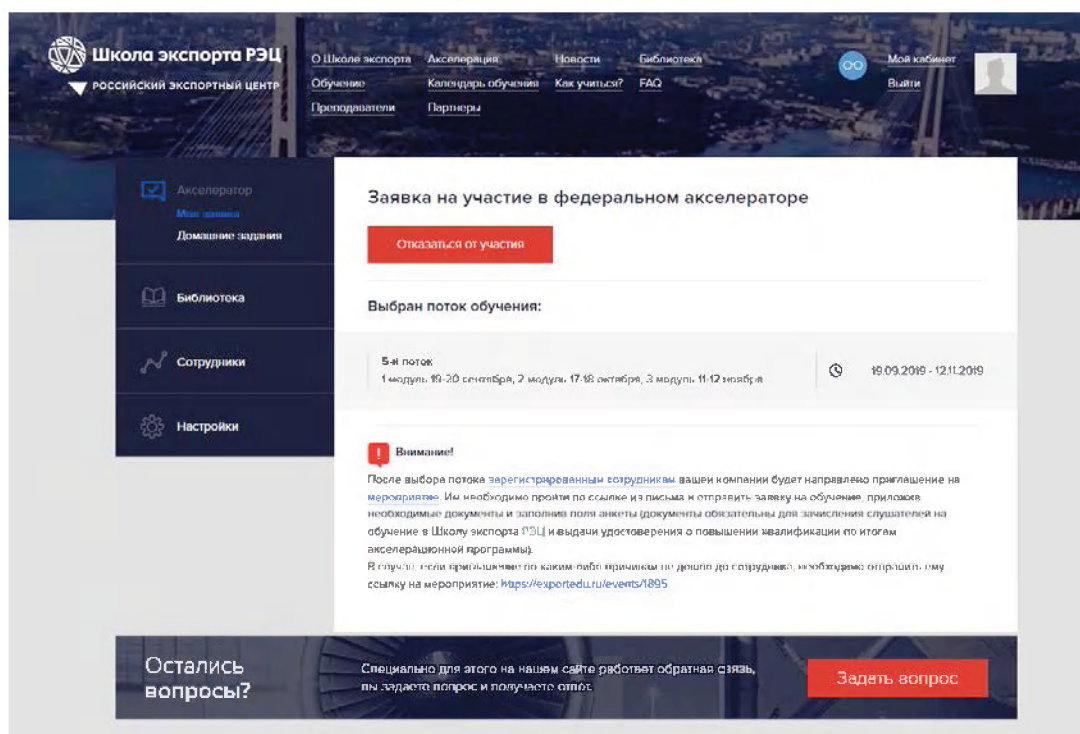 Школа экспорта РЭЦ
РОССИЙСКИЙ ЭКСПОРТНЫЙ ЦЕНТР
О Школе экспорта Акселерация Новости Библиотека
Обучение Календарь обучения Как учиться? FAQ
Преподаватели Партнеры
Мой кабинет
Выйти
Акселератор
Моя заявка
Домашние задания
Библиотека
Сотрудники
Настройки
Заявка на участие в федеральном акселераторе
Отказаться от участия
Выбран поток обучения:
5-й поток
1 модуль 19-20 сентября, 2 модуль 17-18 октября, 3 модуль 11-12 ноября
19.09.2019 - 12.11.2019
Внимание!
После выбора потока зарегистрированным сотрудникам вашей компании будет направлено приглашение на
мероприятие. Им необходимо пройти по ссылке из письма и отправить заявку на обучение, приложив
необходимые документы и заполнив поля анкеты (документы обязательны для зачисления слушателей на
обучение в Школу экспорта РЭЦ и выдачи удостоверения о повышении квалификации по итогам
акселерационной программы).
В случае, если приглашение по каким-либо причинам не дошло до сотрудника, необходимо отправить ему
ссылку на мероприятие: https://exportedu.ru/events/1895
Остались
вопросы?
Специально для этого на нашем сайте работает обратная связь,
вы задаете вопрос и получаете ответ.
Задать вопрос